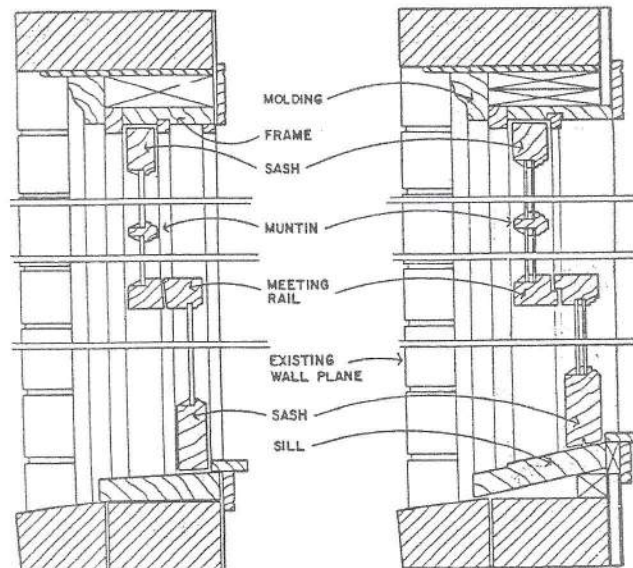 MOLDING
FRAME
SASH
MUNTIN
MEETING
RAIL
EXISTING
WALL PLANE
SASH
SILL